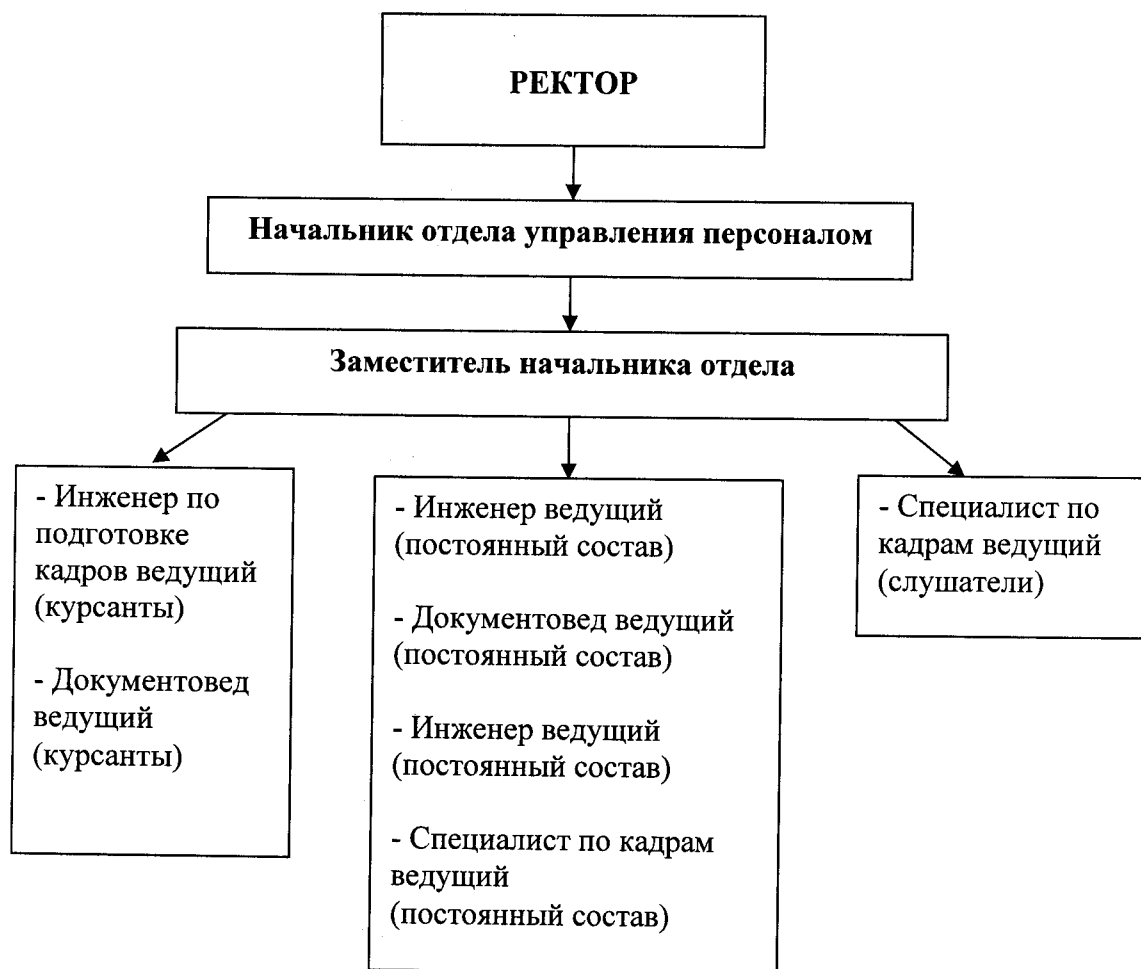 РЕКТОР
Начальник отдела управления персоналом
Заместитель начальника отдела
- Инженер по
подготовке
кадров ведущий
(курсанты)
- Документовед
ведущий
(курсанты)
- Инженер ведущий
(постоянный состав)
- Документовед ведущий
(постоянный состав)
- Инженер ведущий
(постоянный состав)
- Специалист по кадрам
ведущий
(постоянный состав)
- Специалист по
кадрам ведущий
(слушатели)